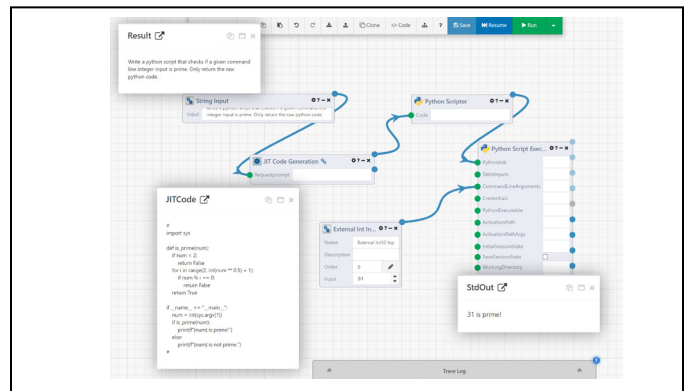 Clone
Code
?
Save
Resume
Run
Result
Write a python script that checks if a given command
line integer input is prime. Only return the raw
python code.
String Input
Input
integer input is prime. Only return the raw python code.
Python Scripter
Code
JIT Code Generation
Requestprompt
Python Script Exec...
PythonJob
TableInputs
CommandLineArguments
Credentials
PythonExecutable
ActivationPath
ActivationPathArgs
InitialSessionState
SaveSessionState
WorkingDirectory
JITCode
#
import sys
def is_prime(num):
if num < 2:
return False
for i in range(2, int(num ** 0.5) + 1):
if num % i == 0:
return False
return True
if __name__ == "__main__":
num = int(sys.argv[1])
if is_prime(num):
print(f"{num} is prime!")
else:
print(f"{num} is not prime.")
#
External Int In...
Name
External Int32 Inp
Description
Order
0
Input
31
StdOut
31 is prime!
Trace Log